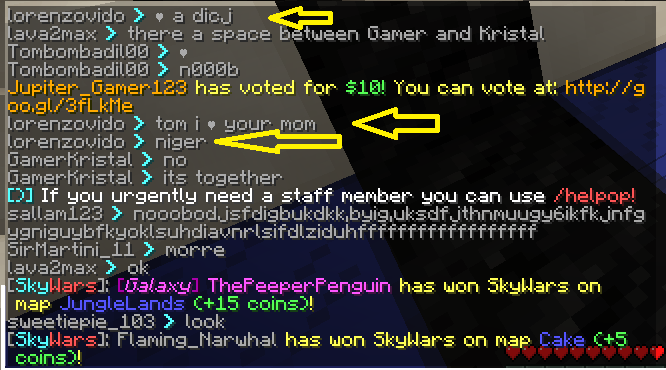 lorenzovido > ♥ a dic.j
lava2max > there a space between Gamer and Kristal
Tombombadil00 > ♥
Tombombadil00 > n000b
Jupiter_Gamer123 has voted for $10! You can vote at: http://g
oo.gl/3fLkMe
lorenzovido > tom i ♥ your mom
lorenzovido > niger
GamerKristal > no
GamerKristal > its together
[)] If you urgently need a staff member you can use /helpop!
sallam123 > nooobodjsfdigbukdkk,byig,uksdf,jthnmuugy6ikfk,jnfg
ygniguybfkyoklsuhdiavnrlsifdlziduhffffffffffffffffff
SirMartini_11 > morre
lava2max > ok
[SkyWars]: [Galaxy] ThePeeperPenguin has won SkyWars on
map JungleLands (+15 coins)!
sweetiepie_103 > look
[SkyWars]: Flaming_Narwhal has won SkyWars on map Cake (+5
coins)!